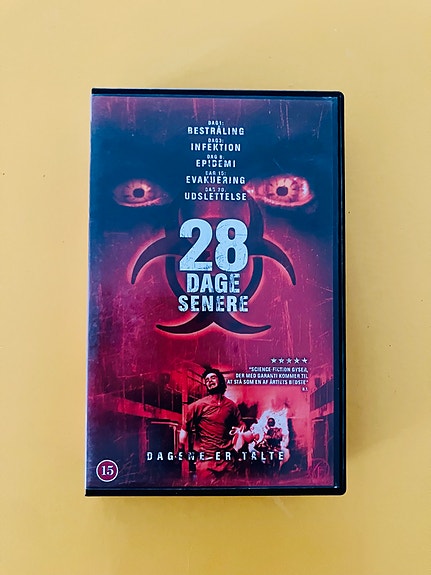 DAG 1:
BESTRÅLING
DAG 3:
INFEKTION
DAG 8:
EPIDEMI
DAG 15:
EVAKUERING
DAG 20:
UDSLETTELSE
28
DAGE
SENERE
"SCIENCE-FICTION GYSER,
DER MED GARANTI KOMMER TIL
AT STÅ SOM EN AF ÅRTIETS BEDSTE"
DAGENE ER TALTE
15